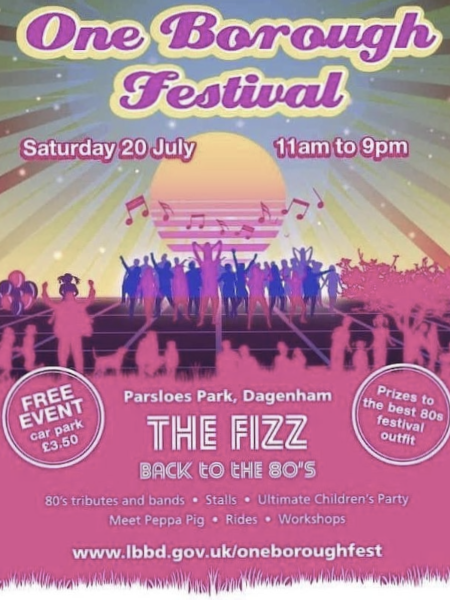 One Borough
Festival
Saturday 20 July
11am to 9pm
FREE
EVENT
car park
£3.50
Parsloes Park, Dagenham
THE FIZZ
BACK to tHE 80'S
Prizes to
the best 80s
festival
outfit
80's tributes and bands • Stalls • Ultimate Children's Party
Meet Peppa Pig • Rides • Workshops
www.lbbd.gov.uk/oneboroughfest